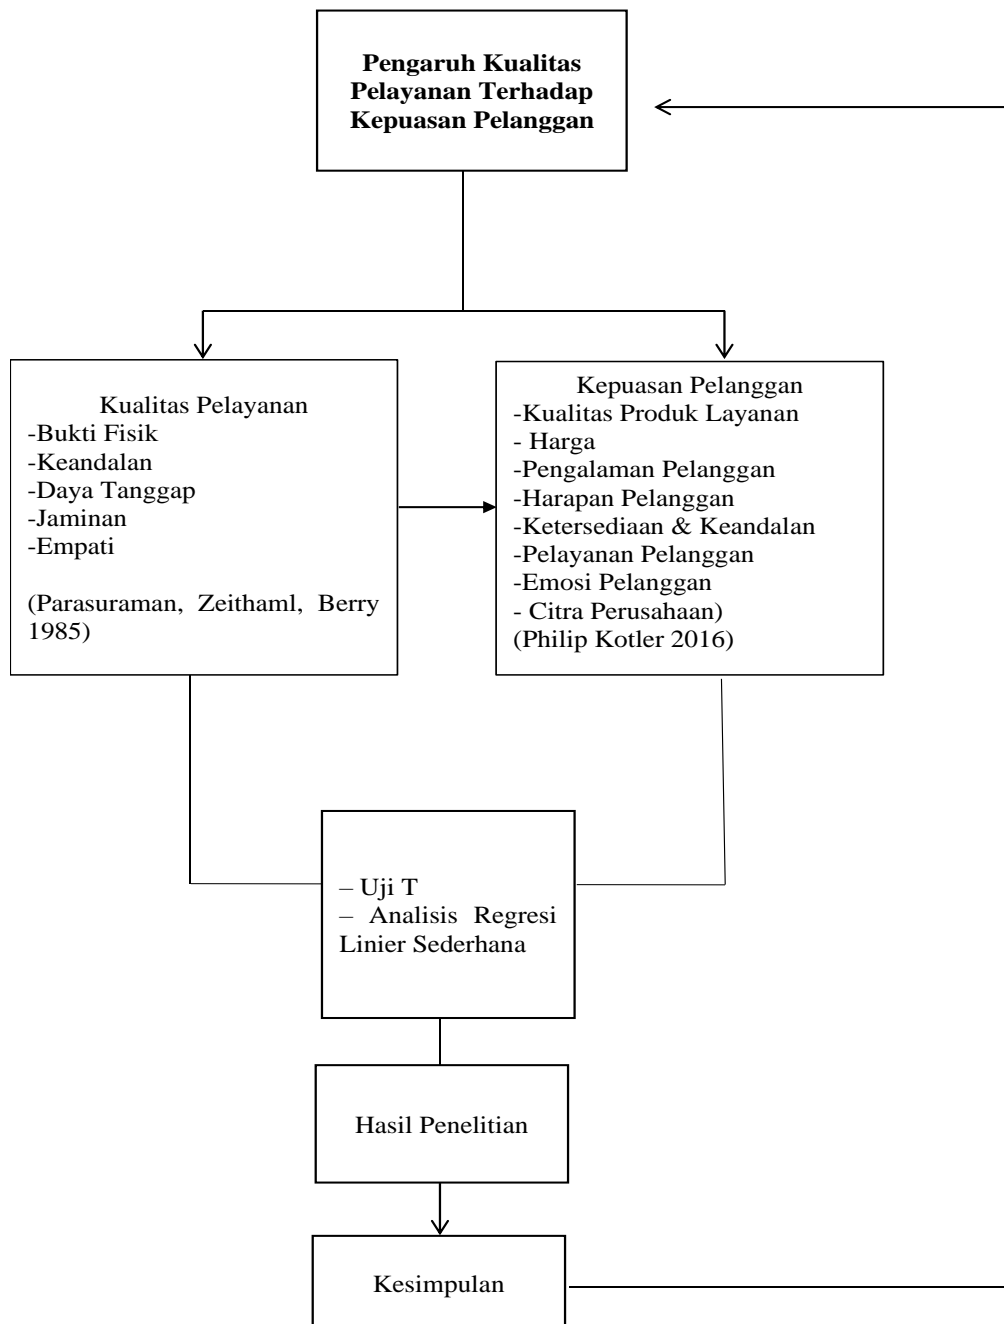 Pengaruh Kualitas
Pelayanan Terhadap
Kepuasan Pelanggan
Kualitas Pelayanan
-Bukti Fisik
-Keandalan
-Daya Tanggap
-Jaminan
-Empati
(Parasuraman, Zeithaml, Berry
1985)
Kepuasan Pelanggan
-Kualitas Produk Layanan
- Harga
-Pengalaman Pelanggan
-Harapan Pelanggan
-Ketersediaan & Keandalan
-Pelayanan Pelanggan
-Emosi Pelanggan
- Citra Perusahaan)
(Philip Kotler 2016)
– Uji T
– Analisis Regresi
Linier Sederhana
Hasil Penelitian
Kesimpulan